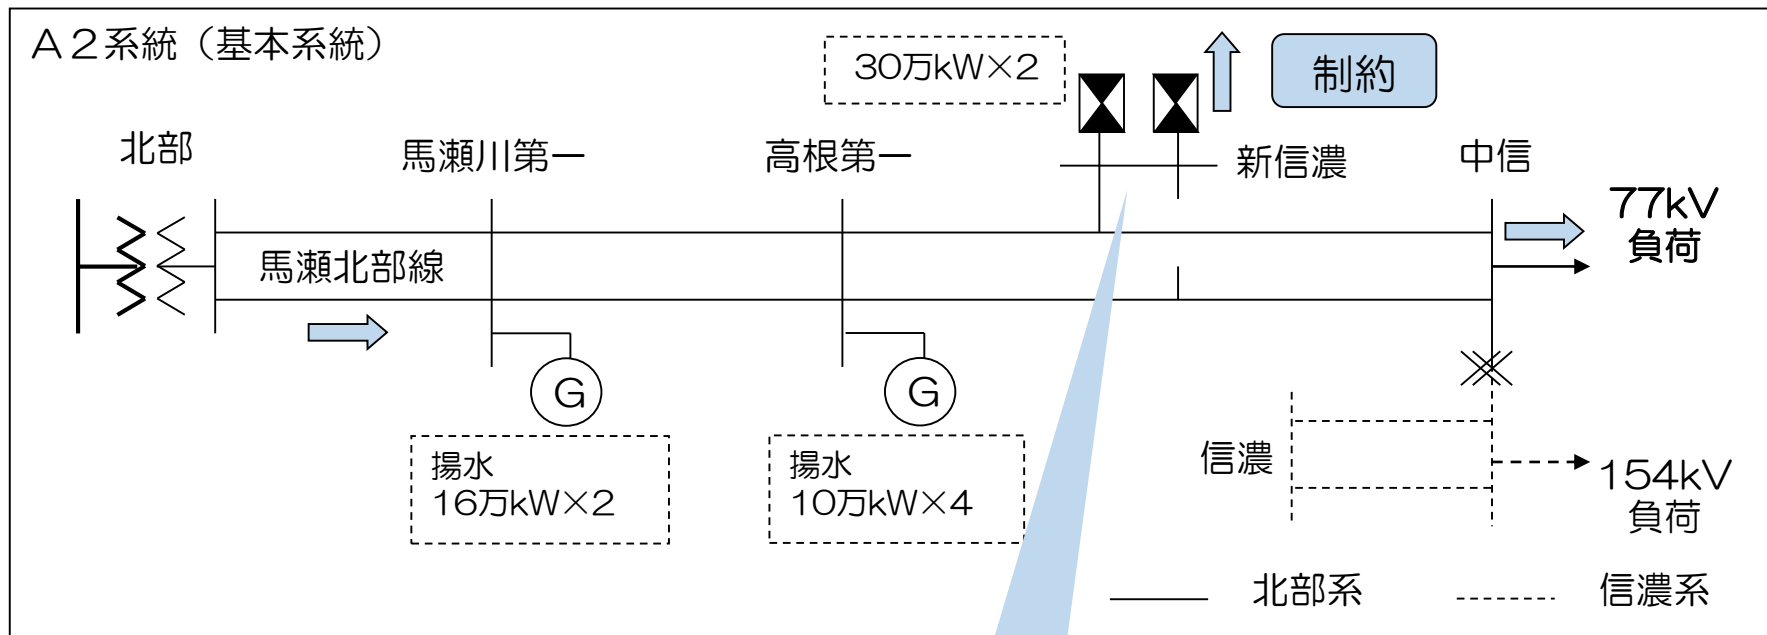 A2系統（基本系統）
30万kW×2
制約
北部
馬瀬川第一
高根第一
新信濃
中信
77kV
負荷
馬瀬北部線
G
G
揚水
16万kW×2
揚水
10万kW×4
信濃
154kV
負荷
北部系
信濃系